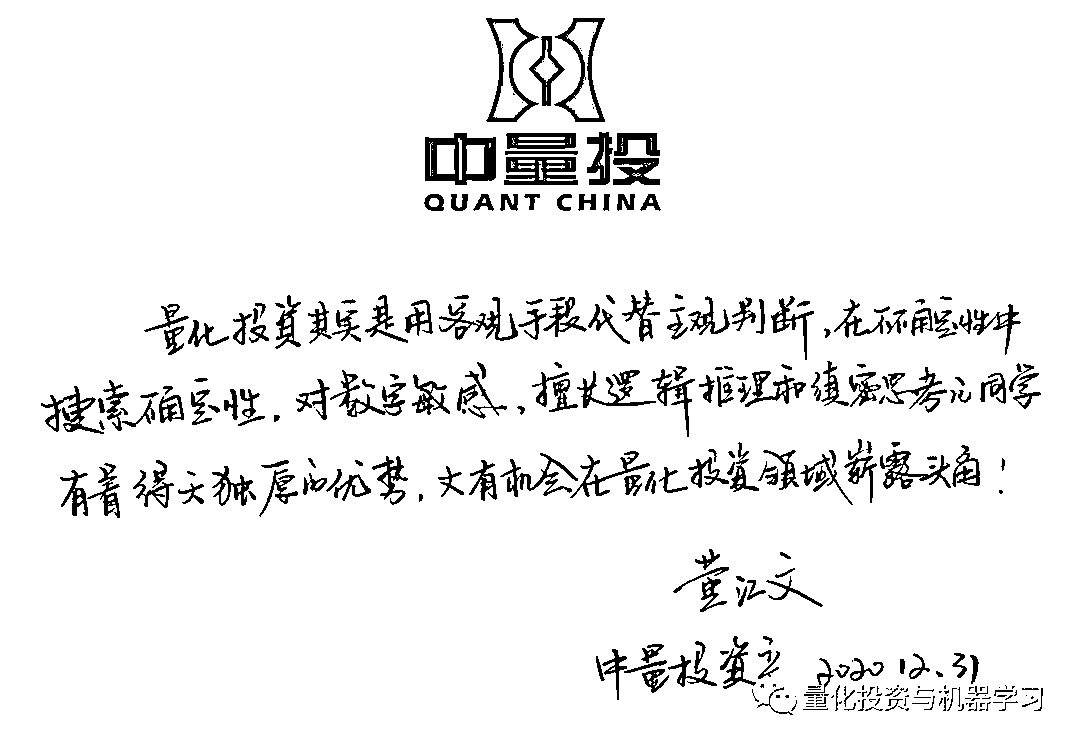 中量投
QUANT CHINA
量化投资其实是用客观手段代替主观判断,在不确定性中
搜索确定性。对数字敏感,擅长逻辑推理和缜密思考的同学
有着得天独厚的优势,大有机会在量化投资领域崭露头角!
黄江文
中量投资产 2020 12.31
量化投资与机器学习